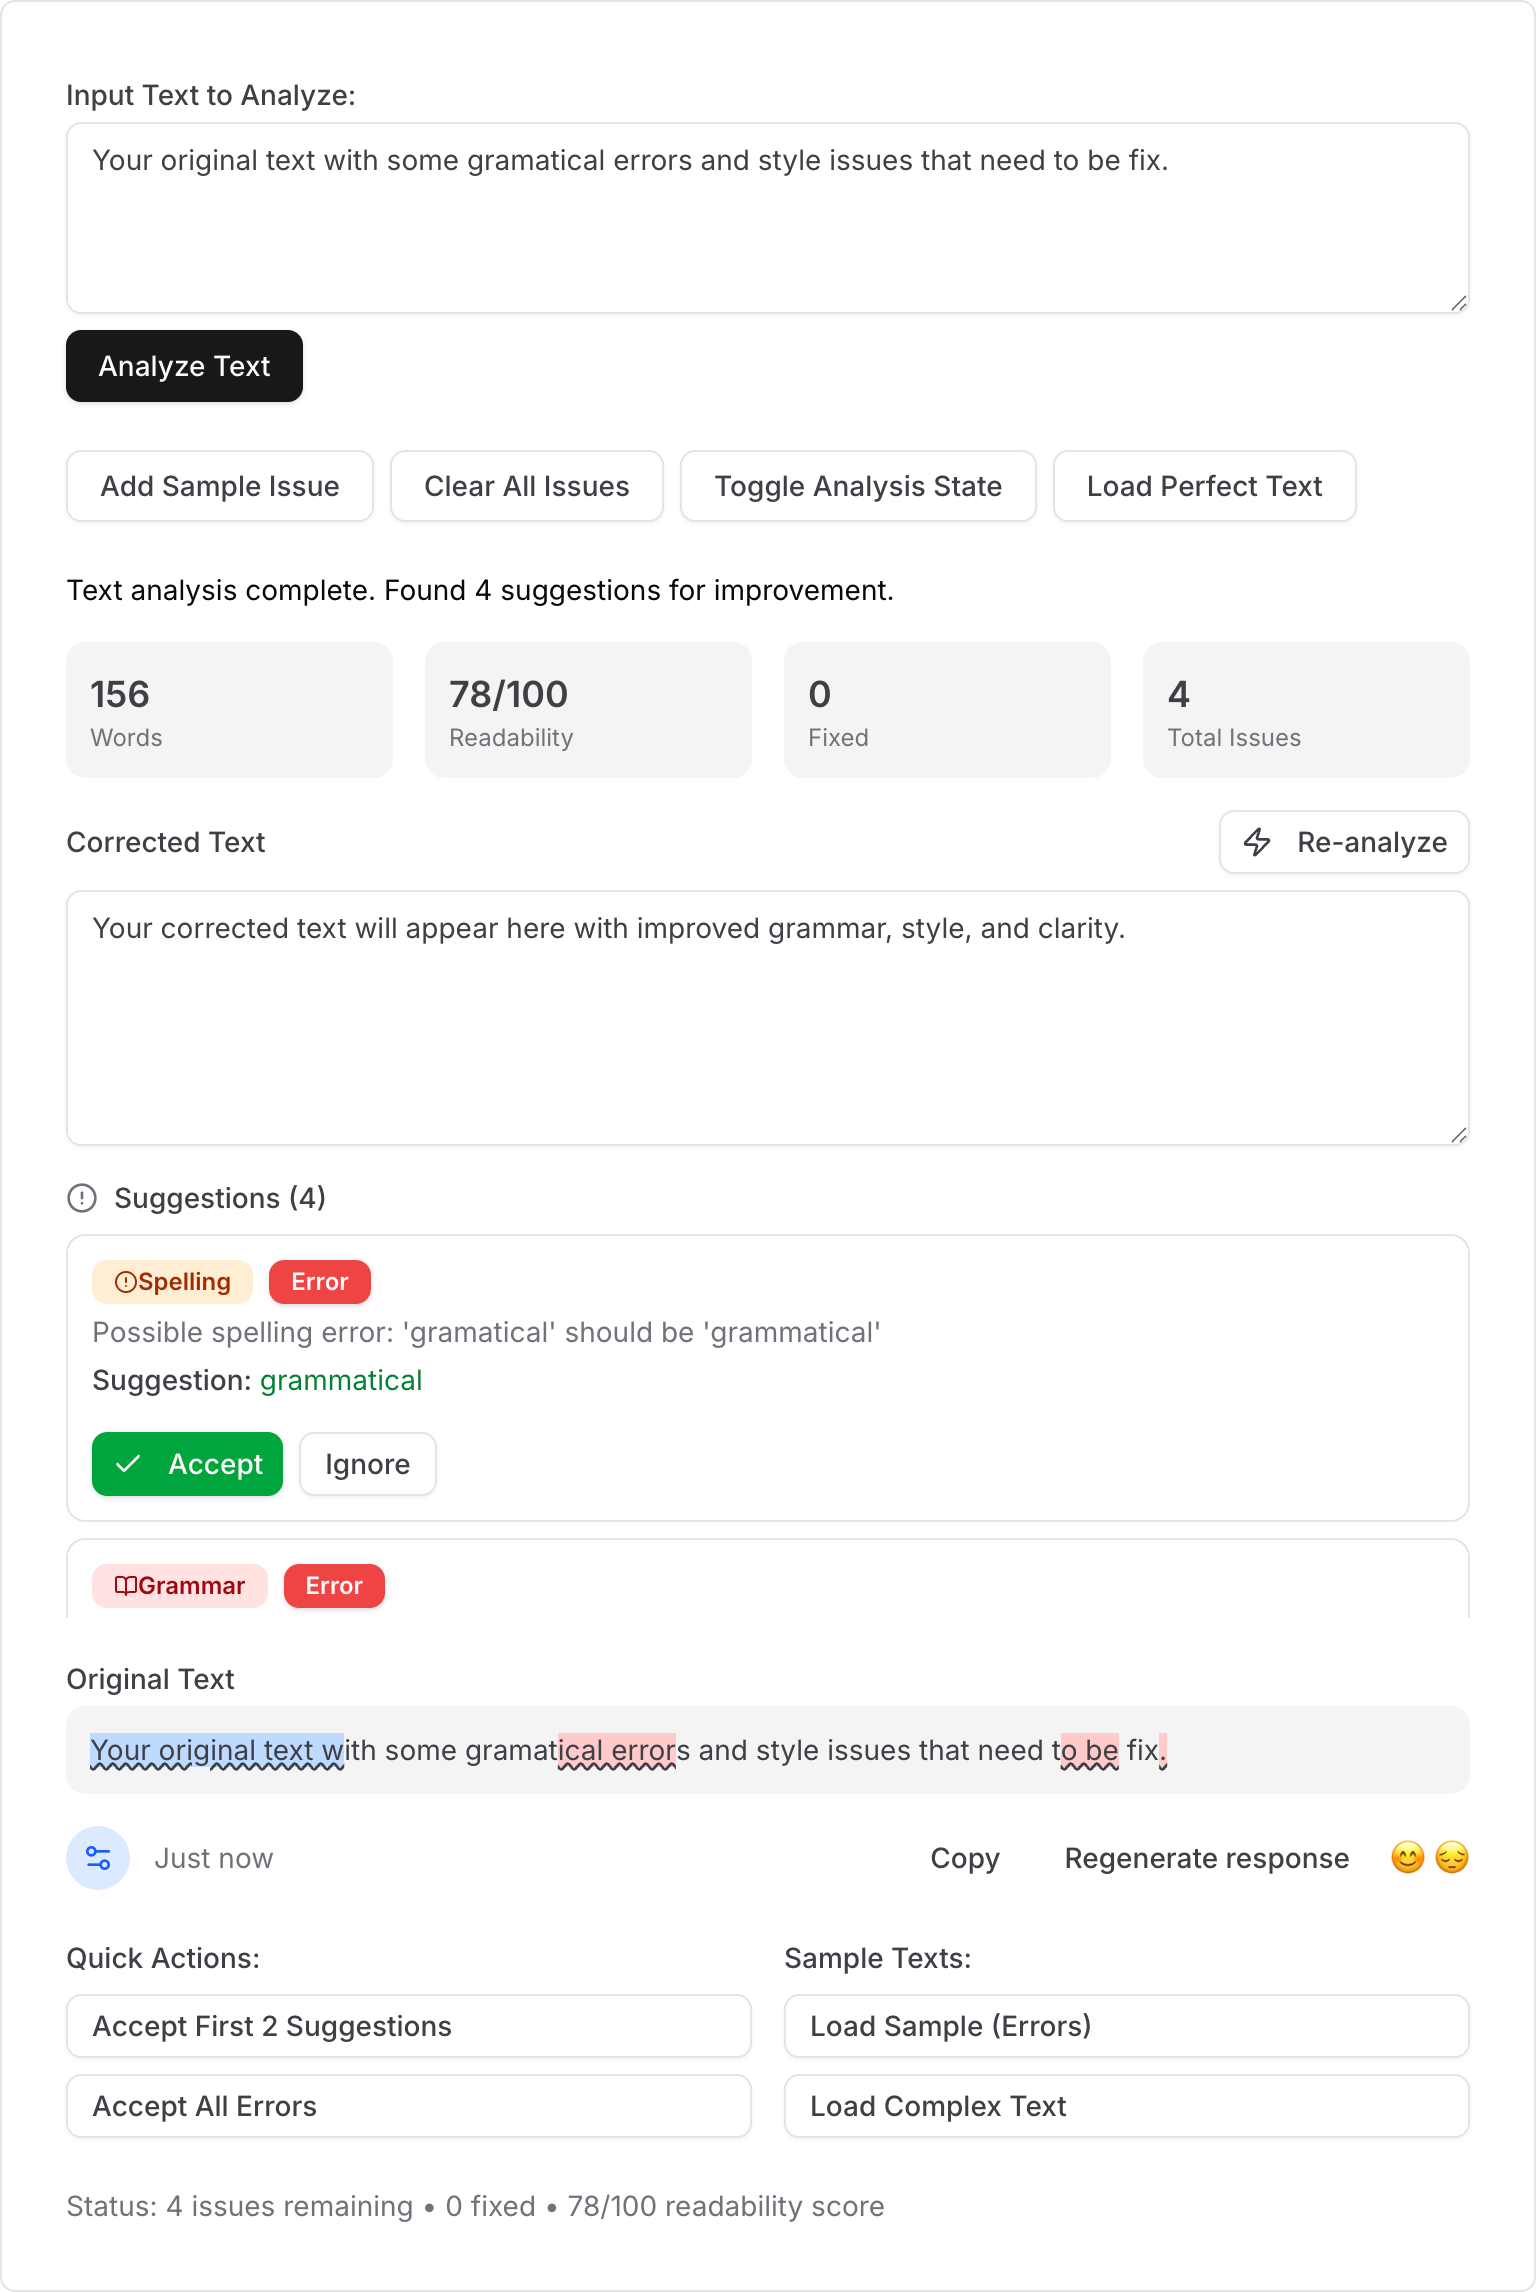 Input Text to Analyze:
Your original text with some gramatical errors and style issues that need to be fix.
Analyze Text
Add Sample Issue
Clear All Issues
Toggle Analysis State
Load Perfect Text
Text analysis complete. Found 4 suggestions for improvement.
156
Words
78/100
Readability
0
Fixed
4
Total Issues
Corrected Text
Re-analyze
Your corrected text will appear here with improved grammar, style, and clarity.
Suggestions (4)
Spelling
Error
Possible spelling error: 'gramatical' should be 'grammatical'
Suggestion: grammatical
Accept
Ignore
Grammar
Error
Original Text
Your original text with some gramatical errors and style issues that need to be fix.
Just now
Copy
Regenerate response
😊 😔
Quick Actions:
Accept First 2 Suggestions
Accept All Errors
Sample Texts:
Load Sample (Errors)
Load Complex Text
Status: 4 issues remaining • 0 fixed • 78/100 readability score